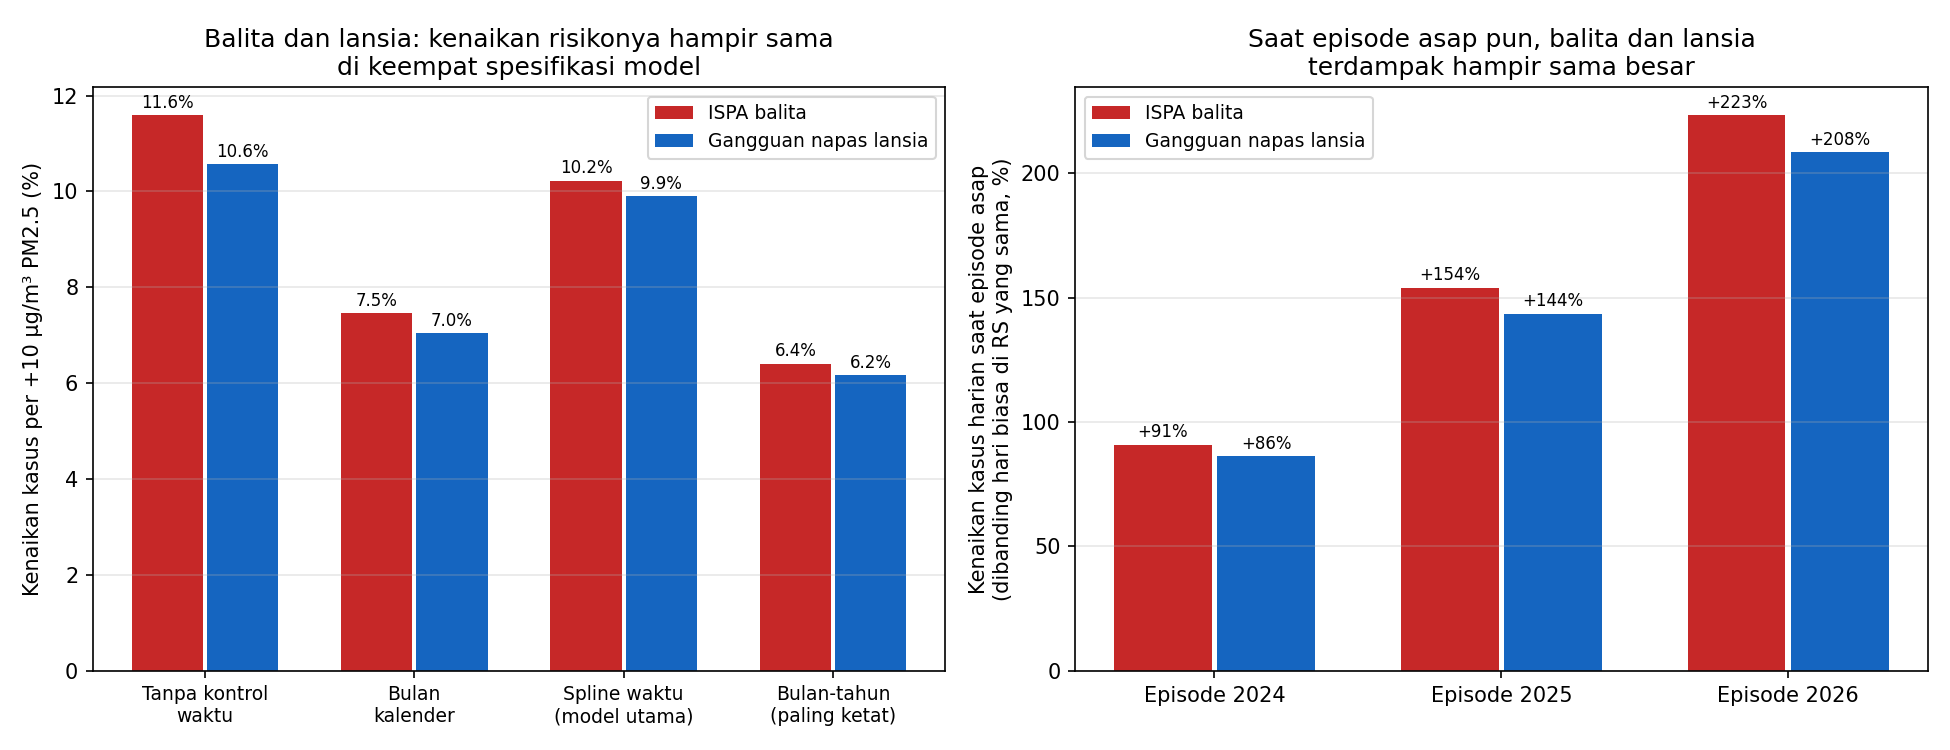 Balita dan lansia: kenaikan risikonya hampir sama
di keempat spesifikasi model
Kenaikan kasus per +10 µg/m³ PM2.5 (%)
12
10
8
6
4
2
0
ISPA balita
Gangguan napas lansia
11.6%
10.6%
7.5%
7.0%
10.2%
9.9%
6.4%
6.2%
Tanpa kontrol
waktu
Bulan
kalender
Spline waktu
(model utama)
Bulan-tahun
(paling ketat)
Saat episode asap pun, balita dan lansia
terdampak hampir sama besar
Kenaikan kasus harian saat episode asap
(dibanding hari biasa di RS yang sama, %)
200
150
100
50
0
ISPA balita
Gangguan napas lansia
+91%
+86%
+154%
+144%
+223%
+208%
Episode 2024
Episode 2025
Episode 2026